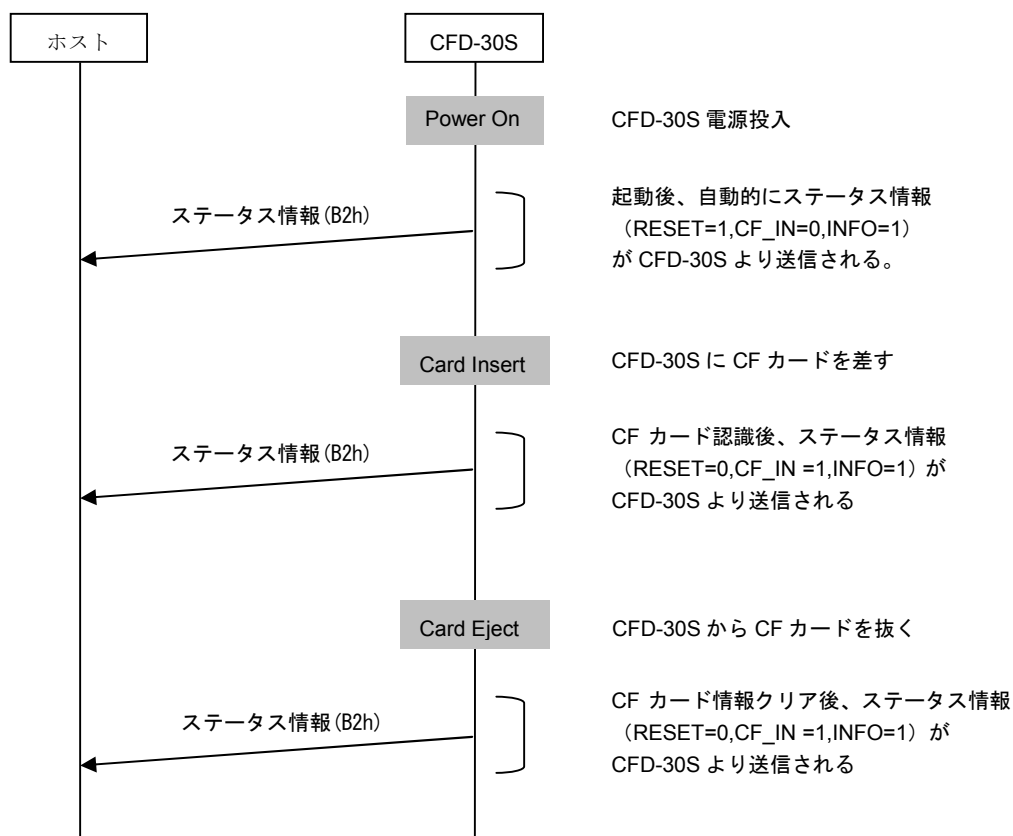 ホスト
CFD-30S
Power On
CFD-30S 電源投入
ステータス情報(B2h)
起動後、自動的にステータス情報
（RESET=1,CF_IN=0,INFO=1）
が CFD-30S より送信される。
Card Insert
CFD-30S に CF カードを差す
ステータス情報(B2h)
CF カード認識後、ステータス情報
（RESET=0,CF_IN =1,INFO=1）が
CFD-30S より送信される
Card Eject
CFD-30S から CF カードを抜く
ステータス情報(B2h)
CF カード情報クリア後、ステータス情報
（RESET=0,CF_IN =1,INFO=1）が
CFD-30S より送信される